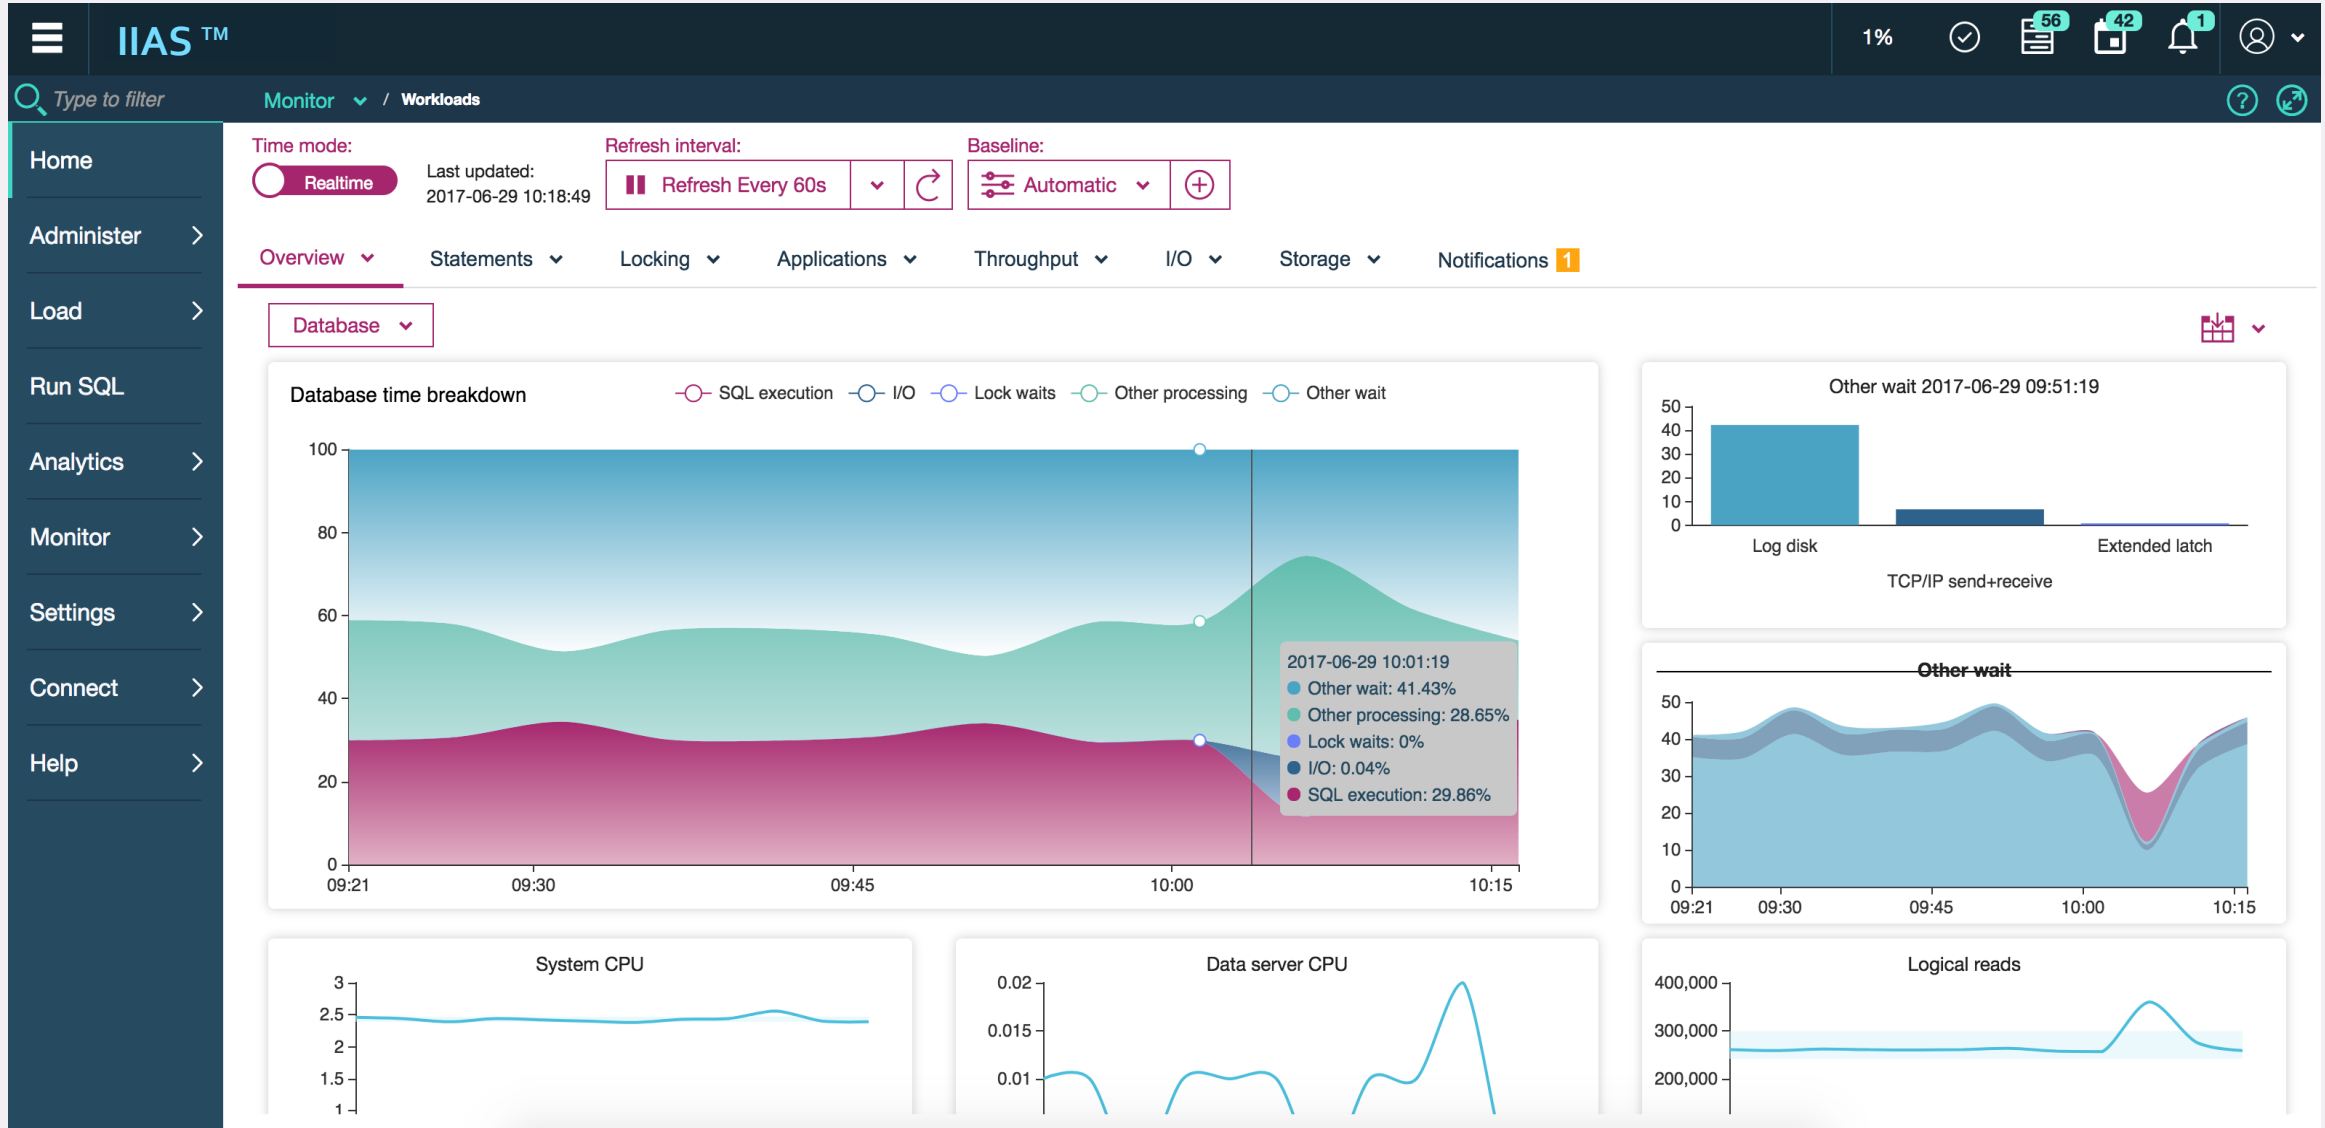 IIAS ™
1%
56
42
1
Type to filter
Monitor / Workloads
Home
Administer
Load
Run SQL
Analytics
Monitor
Settings
Connect
Help
Time mode:
Realtime
Last updated:
2017-06-29 10:18:49
Refresh interval:
Refresh Every 60s
Baseline:
Automatic
Overview
Statements
Locking
Applications
Throughput
I/O
Storage
Notifications 1
Database
Database time breakdown
SQL execution
I/O
Lock waits
Other processing
Other wait
100
80
60
40
20
0
09:21
09:30
09:45
10:00
10:15
2017-06-29 10:01:19
Other wait: 41.43%
Other processing: 28.65%
Lock waits: 0%
I/O: 0.04%
SQL execution: 29.86%
Other wait 2017-06-29 09:51:19
50
40
30
20
10
0
Log disk
Extended latch
TCP/IP send+receive
Other wait
50
40
30
20
10
0
09:21
09:30
09:45
10:00
10:15
System CPU
3
2.5
2
1.5
1
Data server CPU
0.02
0.015
0.01
Logical reads
400,000
300,000
200,000